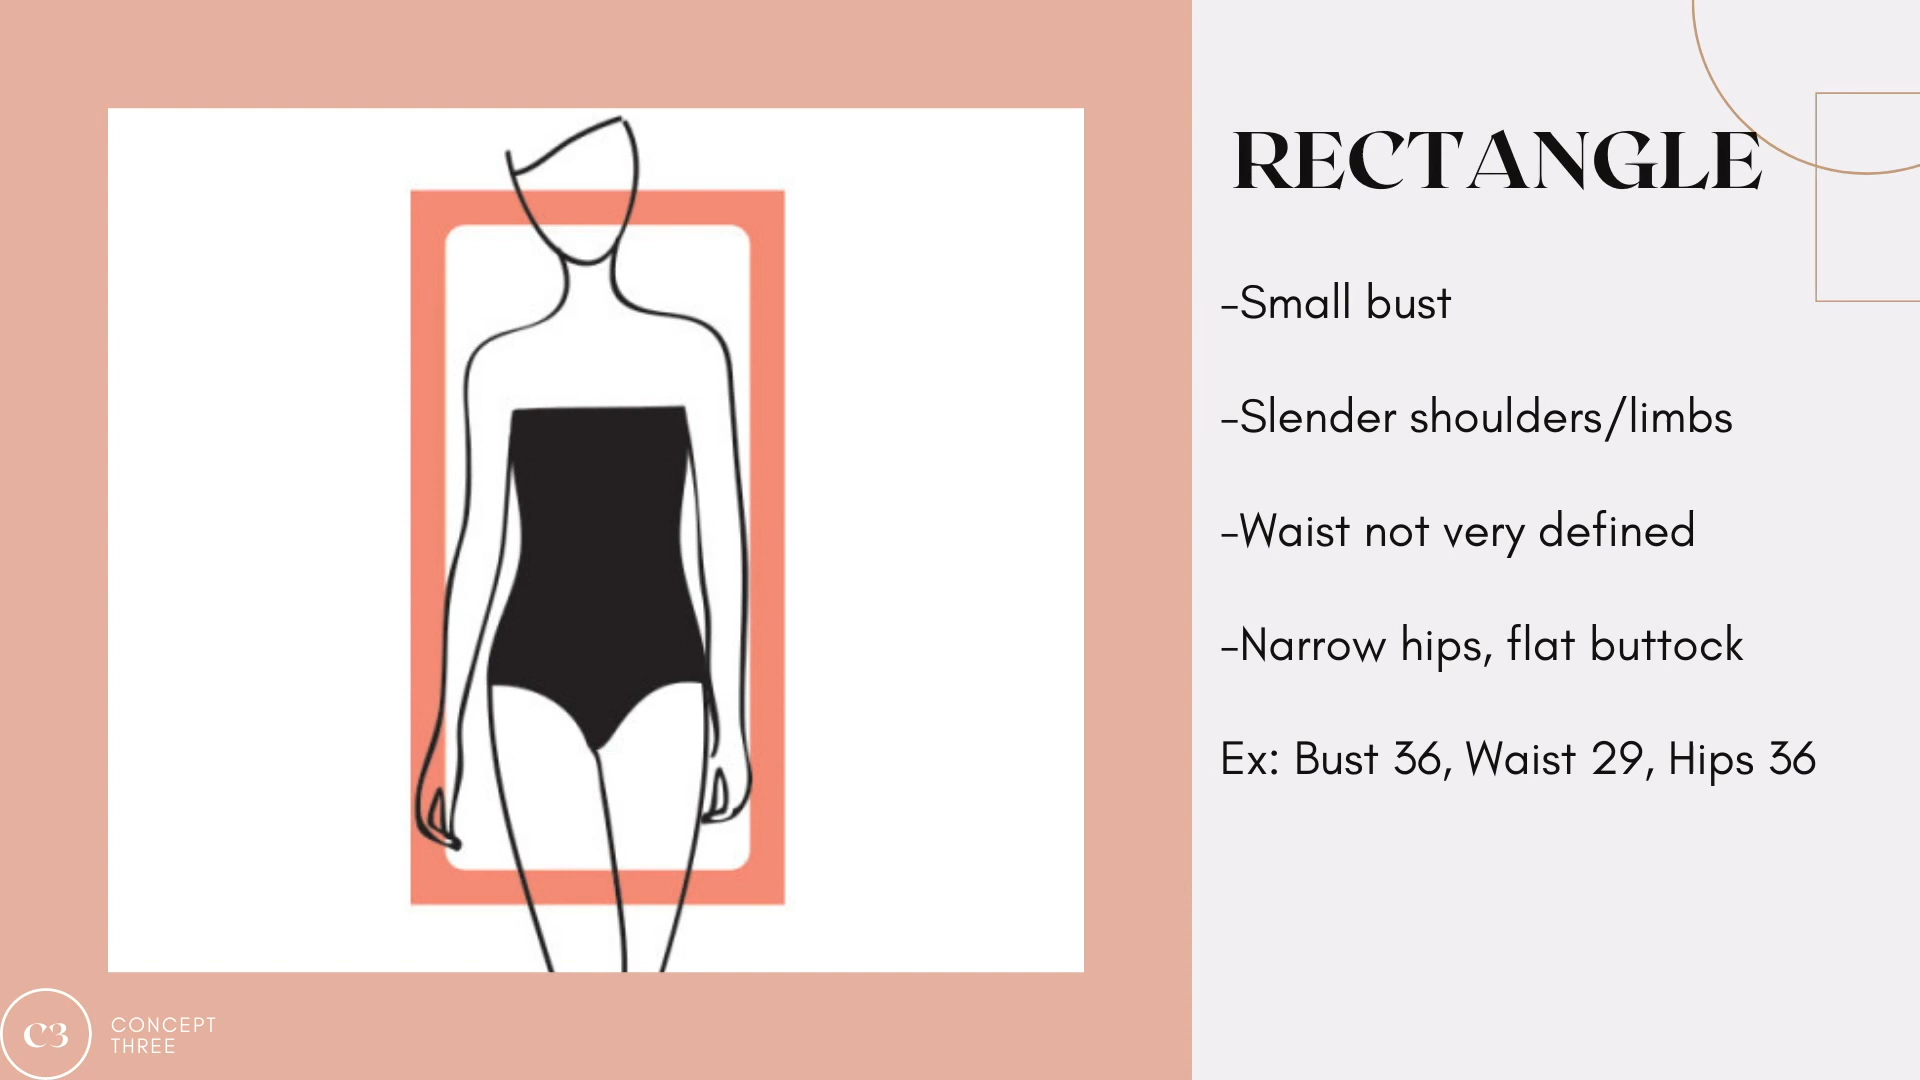 RECTANGLE
-Small bust
-Slender shoulders/limbs
-Waist not very defined
-Narrow hips, flat buttock
Ex: Bust 36, Waist 29, Hips 36
C3
CONCEPT
THREE